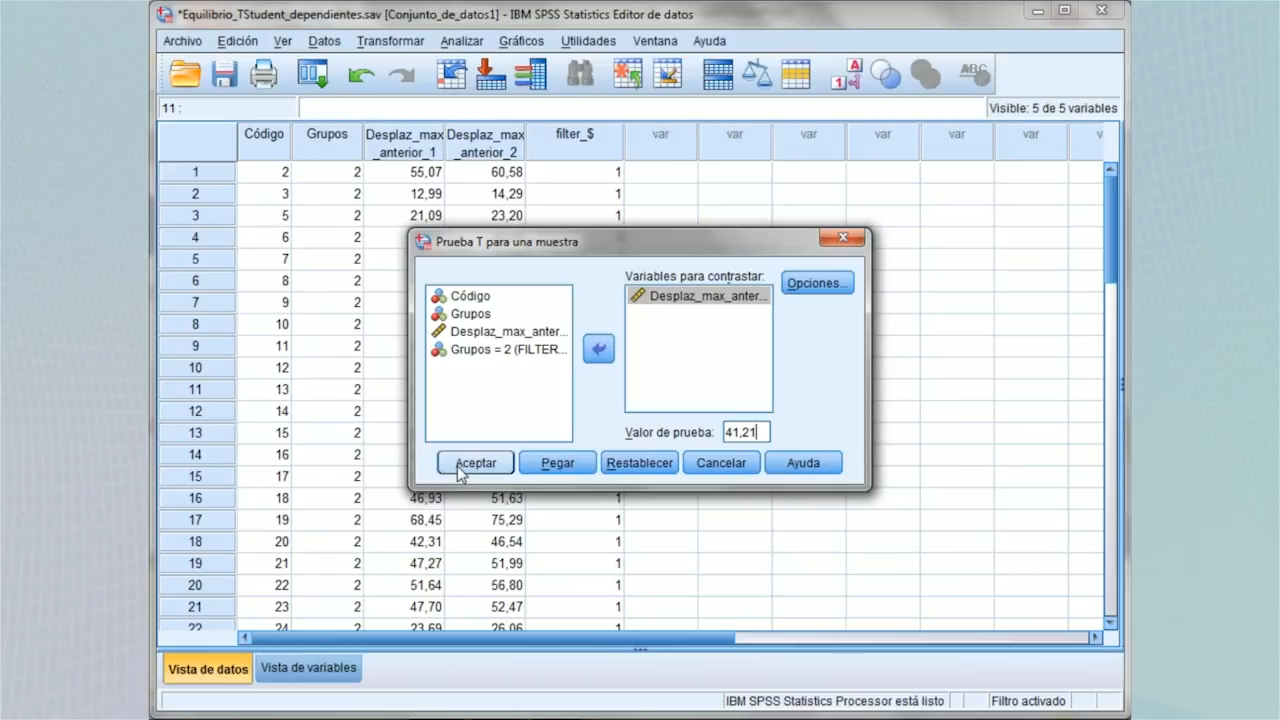 *Equilibrio_TStudent_dependientes.sav [Conjunto_de_datos1] - IBM SPSS Statistics Editor de datos
Archivo Edición Ver Datos Transformar Analizar Gráficos Utilidades Ventana Ayuda
11 : Visible: 5 de 5 variables
Código Grupos Desplaz_max_anterior_1 Desplaz_max_anterior_2 filter_$ var var var var var var
1 2 2 55,07 60,58 1
2 3 2 12,99 14,29 1
3 5 2 21,09 23,20 1
4 6 2
5 7 2
6 8 2
7 9 2
8 10 2
9 11 2
10 12 2
11 13 2
12 14 2
13 15 2
14 16 2
15 17 2
16 18 2 46,93 51,63 1
17 19 2 68,45 75,29 1
18 20 2 42,31 46,54 1
19 21 2 47,27 51,99 1
20 22 2 51,64 56,80 1
21 23 2 47,70 52,47 1
22 24 2 23,69 26,06 1
Prueba T para una muestra
Variables para contrastar:
Código
Grupos
Desplaz_max_anter...
Grupos = 2 (FILTER...
Desplaz_max_anter...
Opciones...
Valor de prueba: 41,21
Aceptar Pegar Restablecer Cancelar Ayuda
Vista de datos Vista de variables
IBM SPSS Statistics Processor está listo Filtro activado